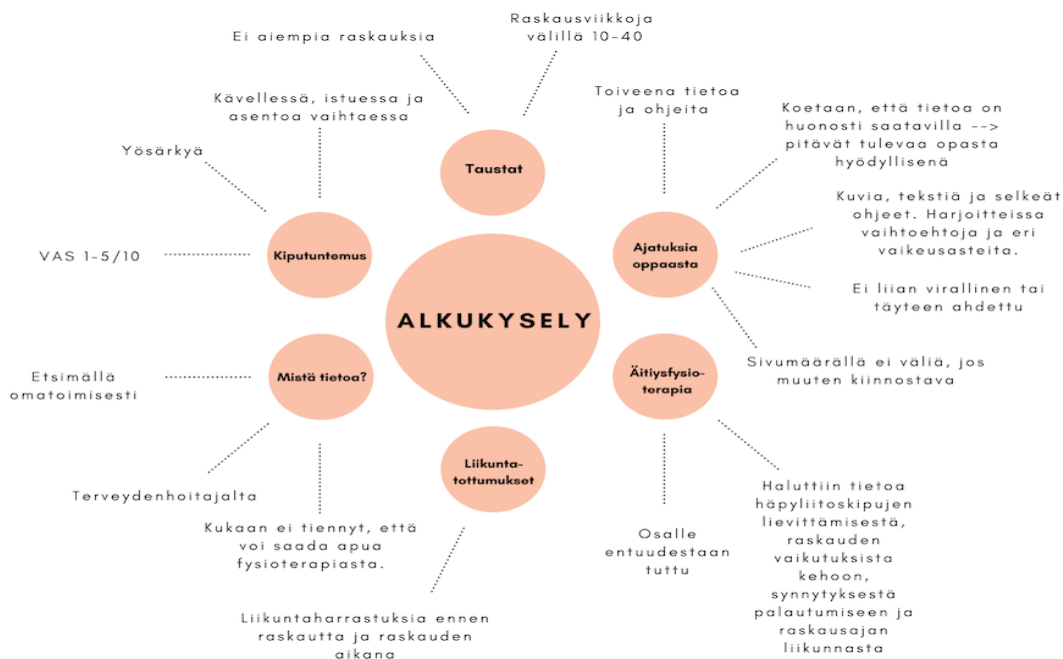 Ei aiempia raskauksia
Raskausviikkoja
välillä 10-40
Taustat
Kävellessä, istuessa ja
asentoa vaihtaessa
Yösärkyä
VAS 1-5/10
Kiputuntemus
Toiveena tietoa
ja ohjeita
Koetaan, että tietoa on
huonosti saatavilla -->
pitävät tulevaa opasta
hyödyllisenä
Kuvia, tekstiä ja selkeät
ohjeet. Harjoitteissa
vaihtoehtoja ja eri
vaikeusasteita.
Ei liian virallinen tai
täyteen ahdettu
Sivumäärällä ei väliä, jos
muuten kiinnostava
Ajatuksia
oppaasta
ALKUKYSELY
Mistä tietoa?
Etsimällä
omatoimisesti
Terveydenhoitajalta
Kukaan ei tiennyt, että
voi saada apua
fysioterapiasta.
Liikunta-
tottumukset
Liikuntaharrastuksia ennen
raskautta ja raskauden
aikana
Äitiysfysio-
terapia
Osalle
entuudestaan
tuttu
Haluttiin tietoa
häpyliitoskipujen
lievittämisestä,
raskauden
vaikutuksista
kehoon,
synnytyksestä
palautumiseen ja
raskausajan
liikunnasta